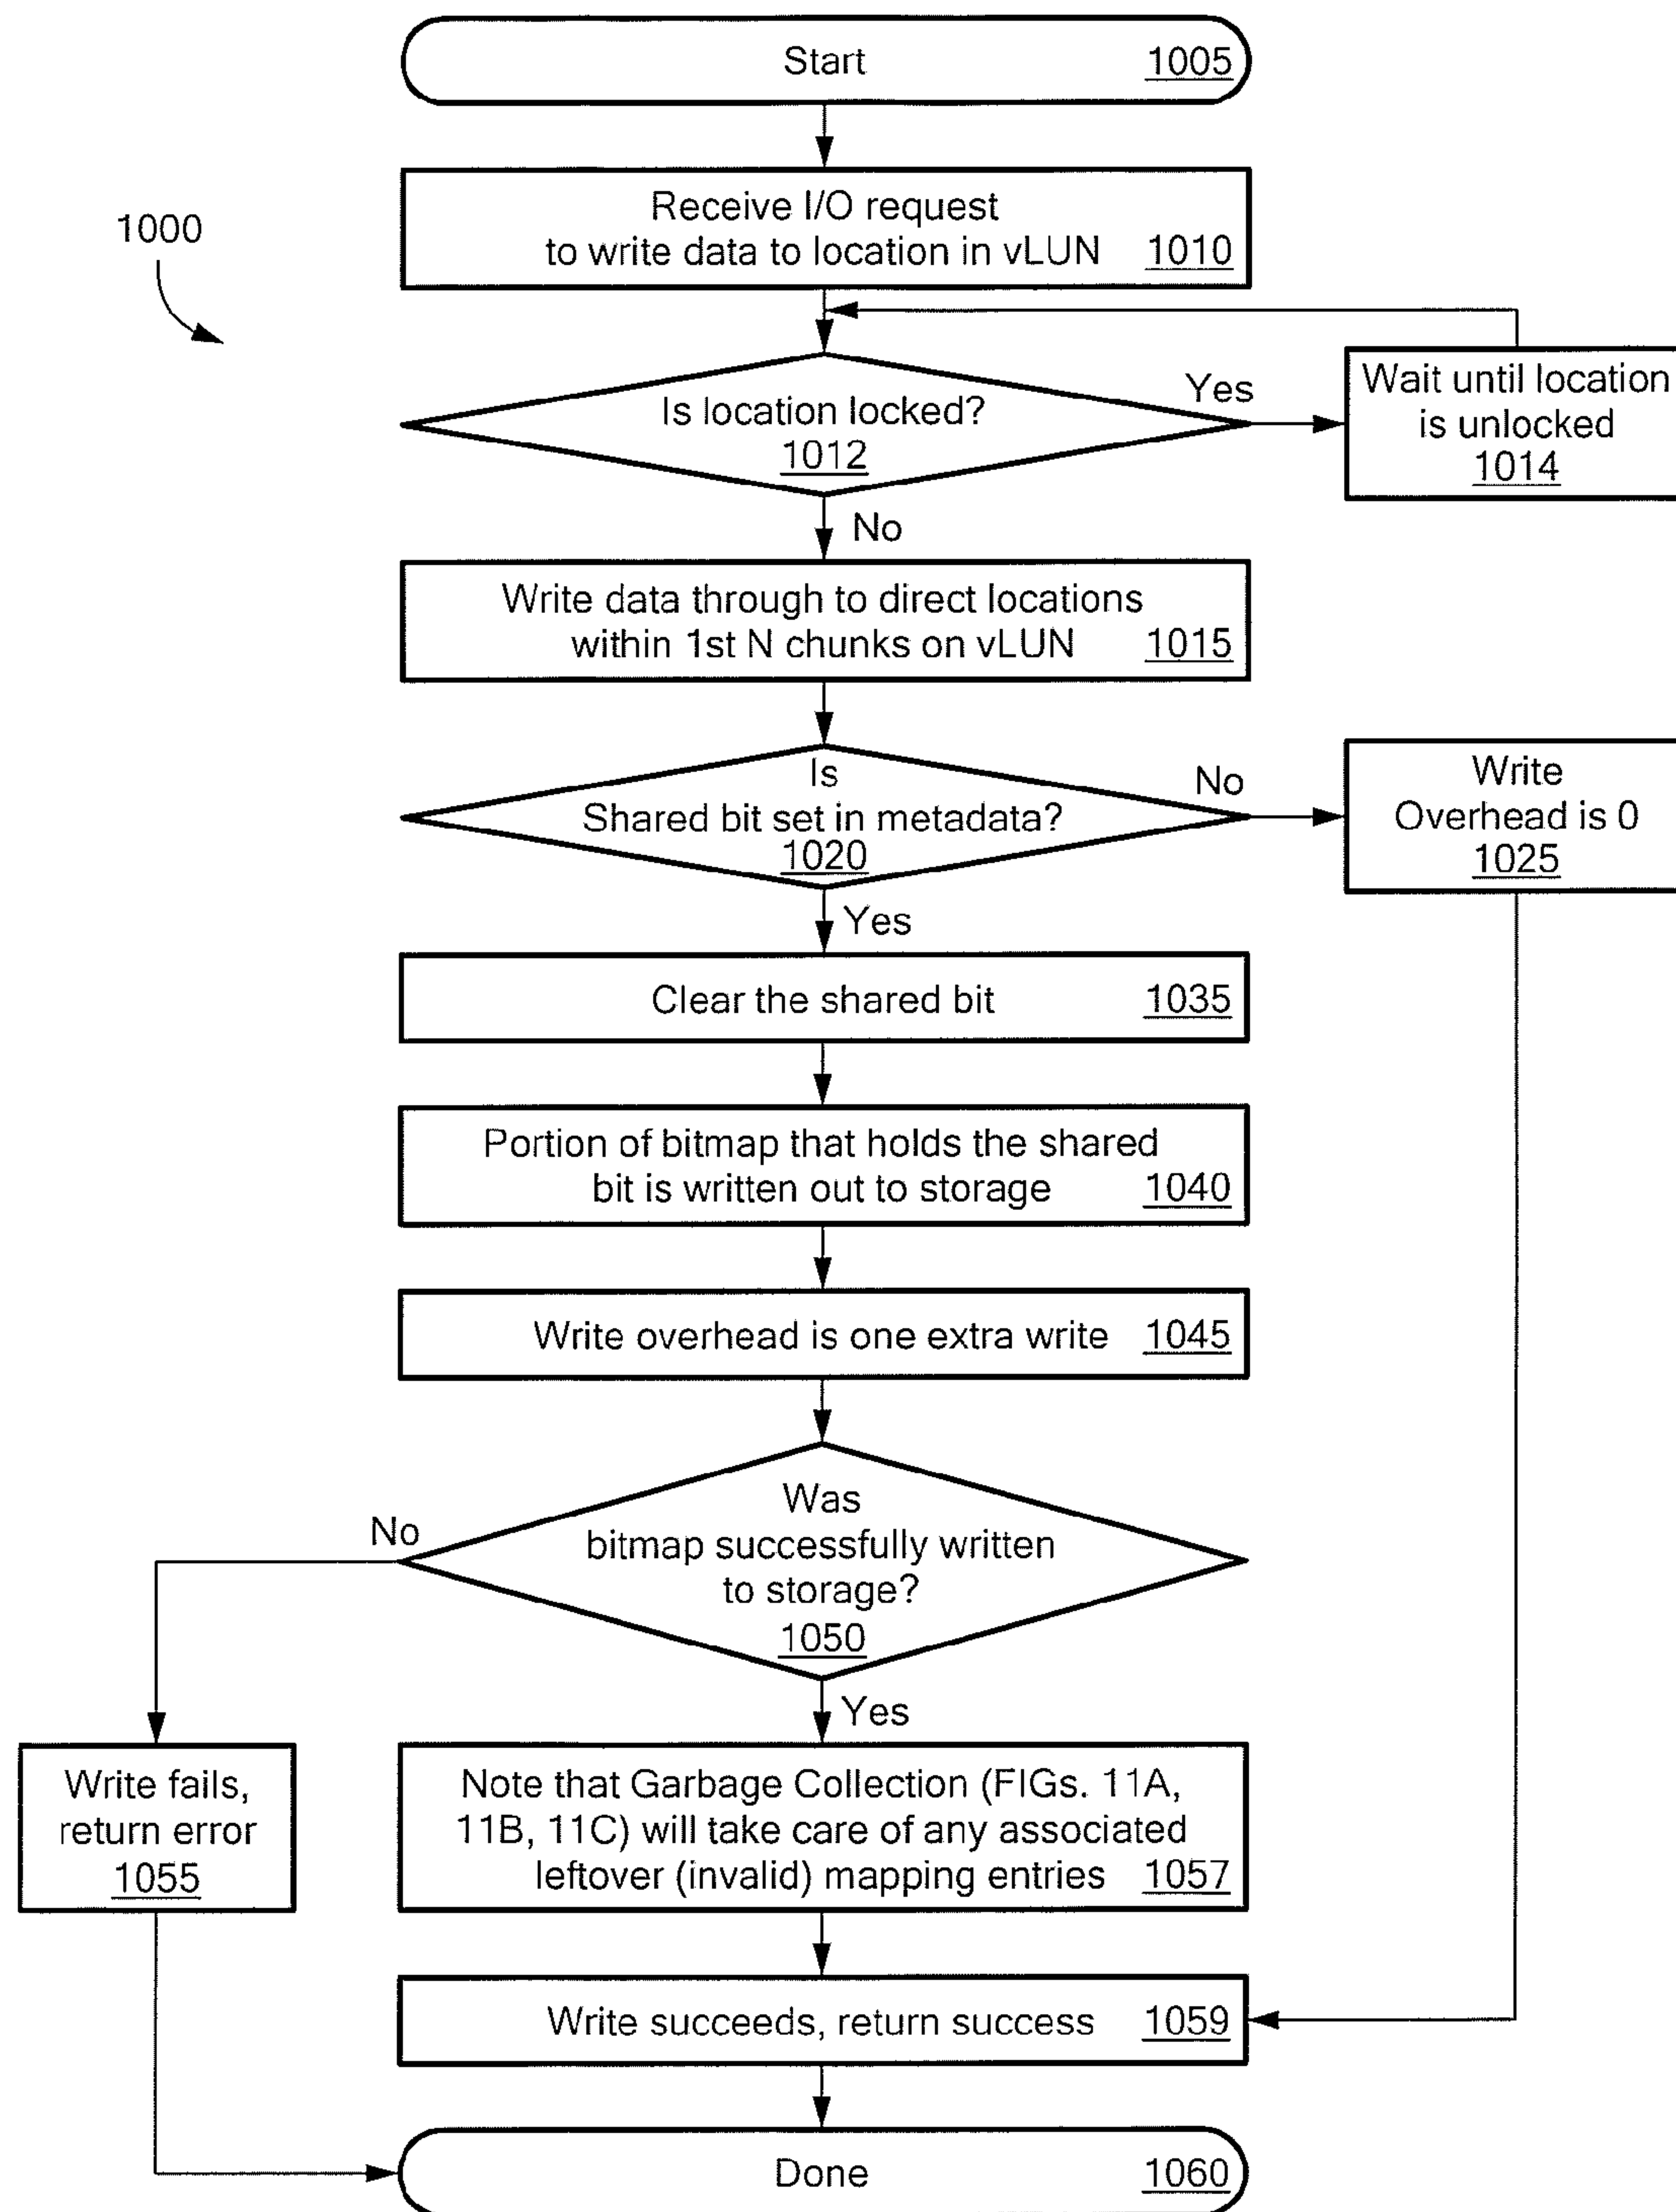 Start 1005
Receive I/O request
to write data to location in vLUN 1010
1000
Is location locked?
1012
Yes
Wait until location
is unlocked
1014
No
Write data through to direct locations
within 1st N chunks on vLUN 1015
Is
Shared bit set in metadata?
1020
No
Write
Overhead is 0
1025
Yes
Clear the shared bit 1035
Portion of bitmap that holds the shared
bit is written out to storage 1040
Write overhead is one extra write 1045
Was
bitmap successfully written
to storage?
1050
No
Yes
Write fails,
return error
1055
Note that Garbage Collection (FIGs. 11A,
11B, 11C) will take care of any associated
leftover (invalid) mapping entries 1057
Write succeeds, return success 1059
Done 1060